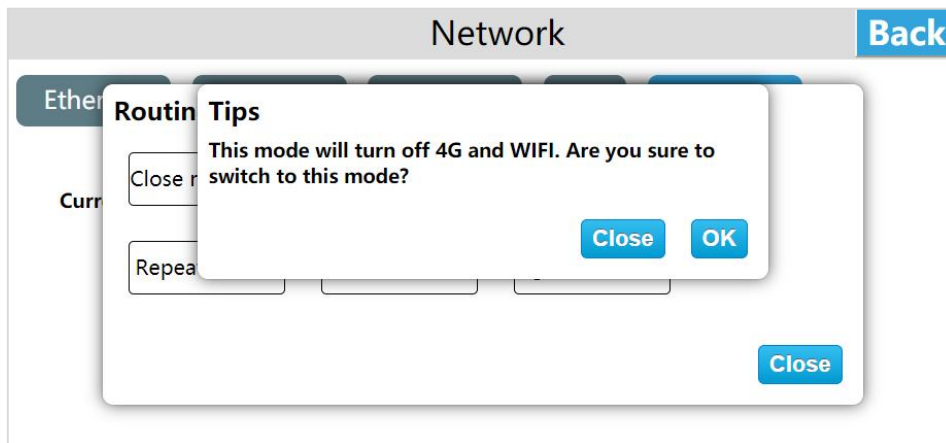 Network
Back
Ether
Routin
Tips
This mode will turn off 4G and WIFI. Are you sure to
switch to this mode?
Close r
Curr
Close
OK
Repea
Close